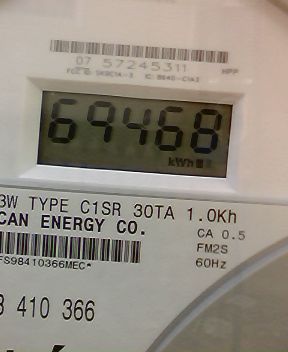 07 57245311
HPP
69468
kWh
3W TYPE C1SR 30TA 1.0Kh
CAN ENERGY CO.
CA 0.5
FM2S
60Hz
FS98410366MEC*
3 410 366